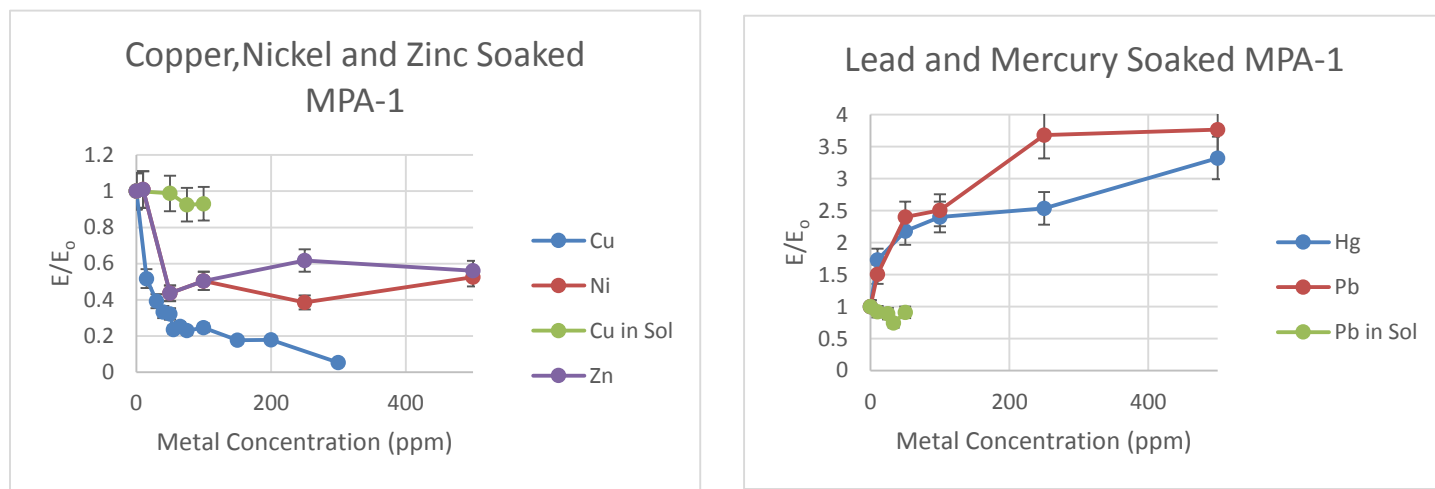 Copper,Nickel and Zinc Soaked
MPA-1
1.2
1
0.8
0.6
0.4
0.2
0
E/Eo
0 200 400
Metal Concentration (ppm)
Cu
Ni
Cu in Sol
Zn
Lead and Mercury Soaked MPA-1
4
3.5
3
2.5
2
1.5
1
0.5
0
E/Eo
0 200 400
Metal Concentration (ppm)
Hg
Pb
Pb in Sol